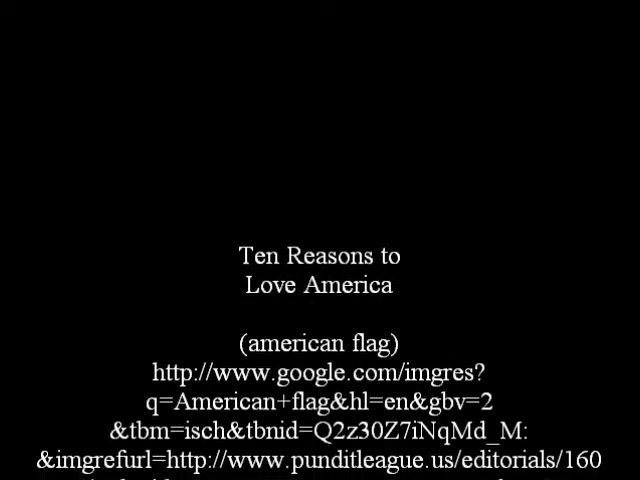 Ten Reasons to
Love America
(american flag)
http://www.google.com/imgres?
q=American+flag&hl=en&gbv=2
&tbm=isch&tbnid=Q2z30Z7iNqMd_M:
&imgrefurl=http://www.punditleague.us/editorials/160